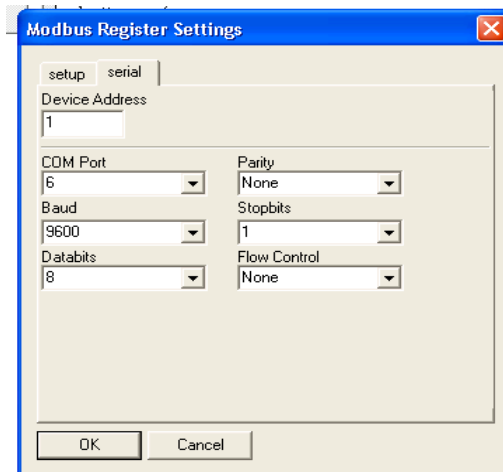 Modbus Register Settings
setup serial
Device Address
1
COM Port Parity
6 None
Baud Stopbits
9600 1
Databits Flow Control
8 None
OK Cancel